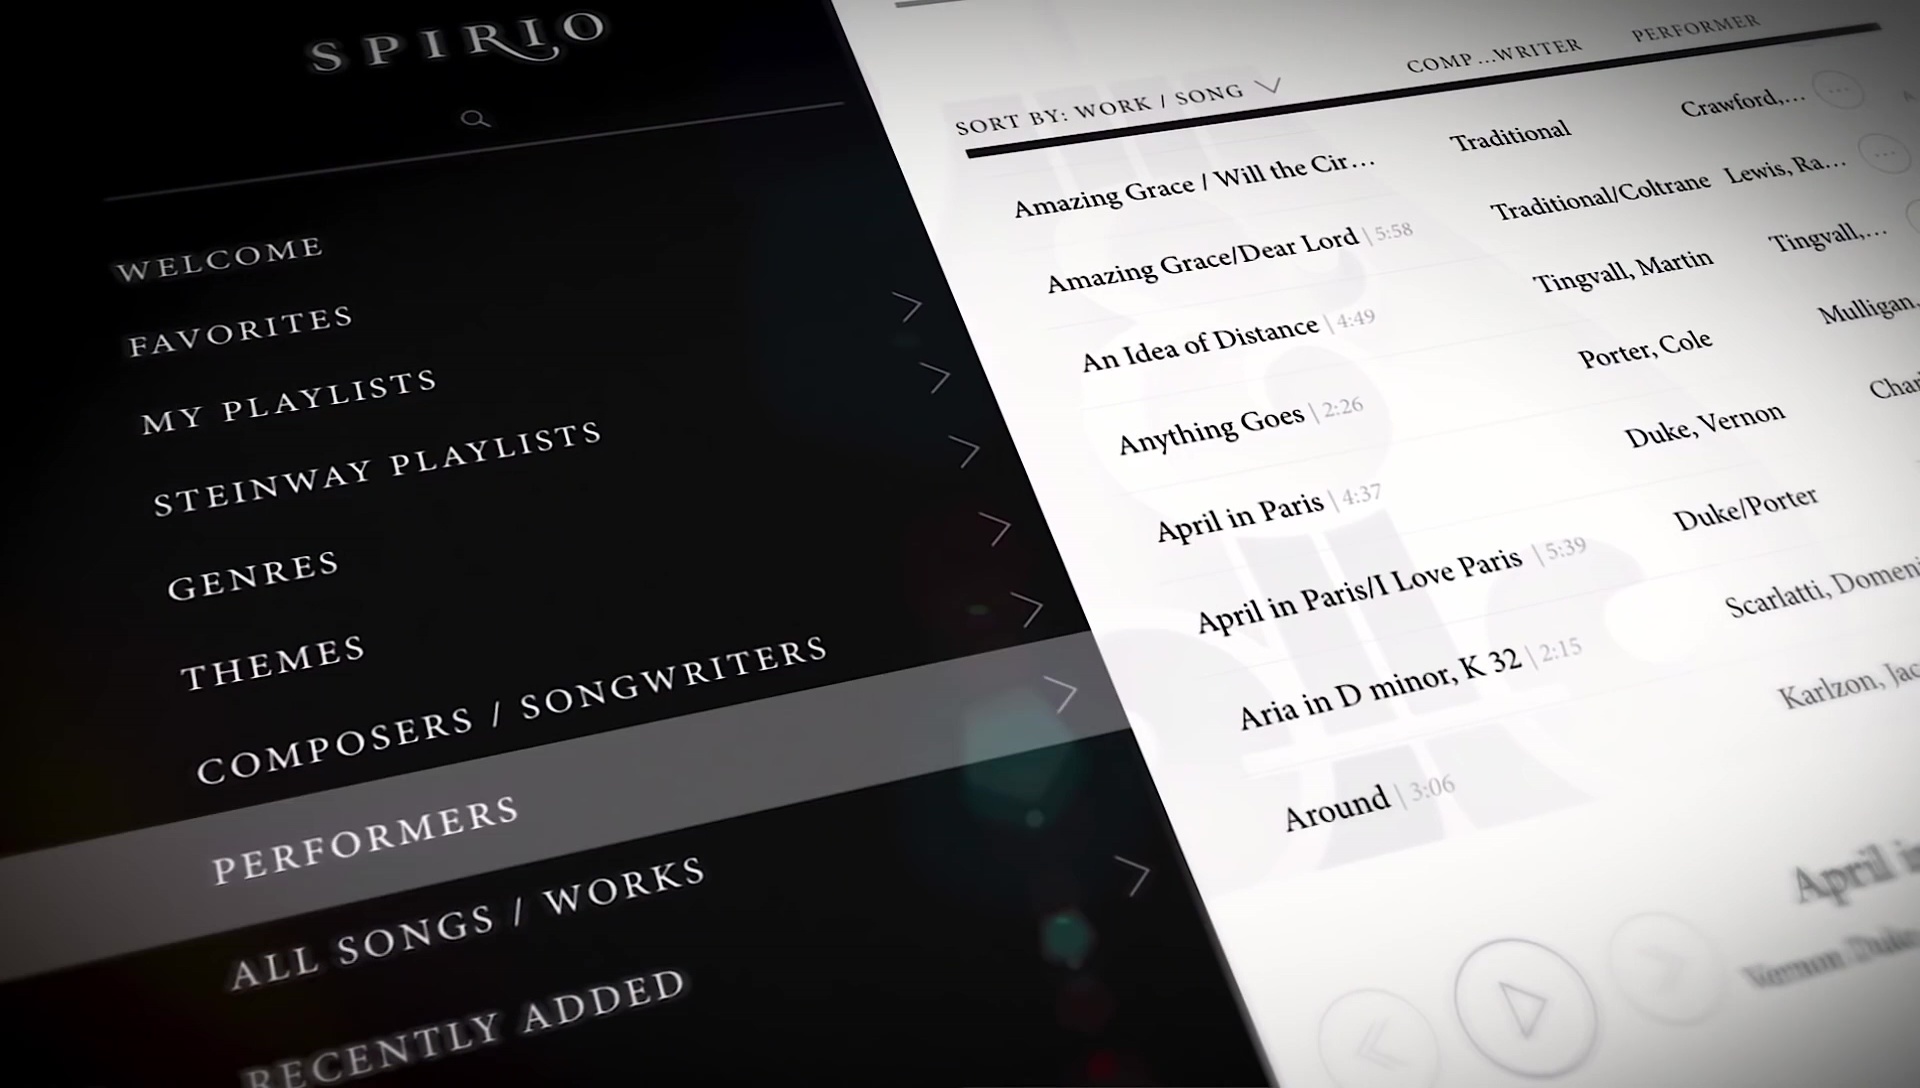 SPIRIO
WELCOME
FAVORITES
MY PLAYLISTS
STEINWAY PLAYLISTS
GENRES
THEMES
COMPOSERS / SONGWRITERS
PERFORMERS
ALL SONGS / WORKS
RECENTLY ADDED
SORT BY: WORK / SONG COMP...WRITER PERFORMER
Amazing Grace / Will the Cir... Traditional Crawford,...
Amazing Grace/Dear Lord | 5:58 Traditional/Coltrane Lewis, Ra...
An Idea of Distance | 4:49 Tingvall, Martin Tingvall,...
Anything Goes | 2:26 Porter, Cole Mulligan,
April in Paris | 4:37 Duke, Vernon
April in Paris/I Love Paris | 5:39 Duke/Porter
Aria in D minor, K 32 | 2:15 Scarlatti, Domeni
Around | 3:06 Karlzon, Jac
April in
Vernon Duke